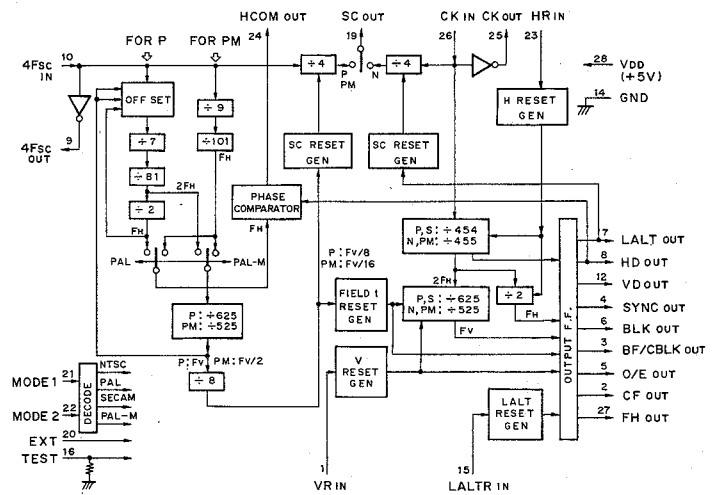 HCOM OUT
SC OUT
CK IN
CK OUT
HR IN
24
19
26
25
23
FOR P
FOR PM
4Fsc
IN
10
÷4
P
PM
N
÷4
28
VDD
(+5V)
14
GND
OFF SET
÷9
H RESET
GEN
9
4Fsc
OUT
÷7
÷101
FH
SC RESET
GEN
SC RESET
GEN
÷81
2FH
÷2
FH
PHASE
COMPARATOR
FH
P,S: ÷454
N,PM: ÷455
7
LALT OUT
8
HD OUT
PAL
PAL-M
P: FV/8
PM: FV/16
2FH
÷2
FH
12
VD OUT
P: ÷625
PM: ÷525
FIELD 1
RESET
GEN
P,S: ÷625
N,PM: ÷525
FV
4
SYNC OUT
6
BLK OUT
OUTPUT F.F.
3
BF/CBLK OUT
P: FV
PM: FV/2
÷8
V
RESET
GEN
5
O/E OUT
2
CF OUT
LALT
RESET
GEN
27
FH OUT
MODE 1
21
MODE 2
22
DECODE
NTSC
PAL
SECAM
PAL-M
EXT
20
TEST
16
1
VR IN
15
LALTR IN